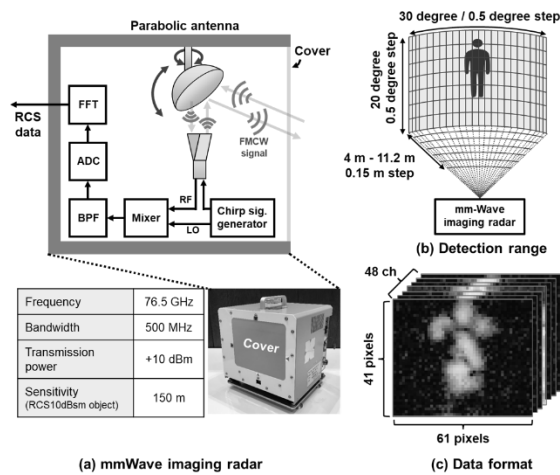 Parabolic antenna
Cover
FFT
RCS
data
ADC
FMCW
signal
BPF
Mixer
RF
LO
Chirp sig.
generator
30 degree / 0.5 degree step
20 degree
0.5 degree step
4 m - 11.2 m
0.15 m step
mm-Wave
imaging radar
(b) Detection range
Frequency
76.5 GHz
Bandwidth
500 MHz
Transmission
power
+10 dBm
Sensitivity
(RCS10dBsm object)
150 m
Cover
48 ch
41 pixels
61 pixels
(a) mmWave imaging radar
(c) Data format